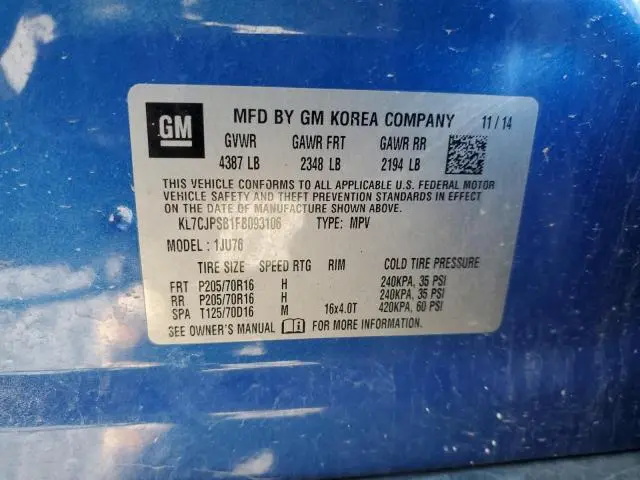 GM MFD BY GM KOREA COMPANY 11/14
GVWR GAWR FRT GAWR RR
4387 LB 2348 LB 2194 LB
THIS VEHICLE CONFORMS TO ALL APPLICABLE U.S. FEDERAL MOTOR
VEHICLE SAFETY AND THEFT PREVENTION STANDARDS IN EFFECT ON
THE DATE OF MANUFACTURE SHOWN ABOVE.
KL7CJPSB1FB093106 TYPE: MPV
MODEL : 1JU76
TIRE SIZE SPEED RTG RIM COLD TIRE PRESSURE
FRT P205/70R16 H 240KPA, 35 PSI
RR P205/70R16 H 240KPA, 35 PSI
SPA T125/70D16 M 16x4.0T 420KPA, 60 PSI
SEE OWNER'S MANUAL FOR MORE INFORMATION